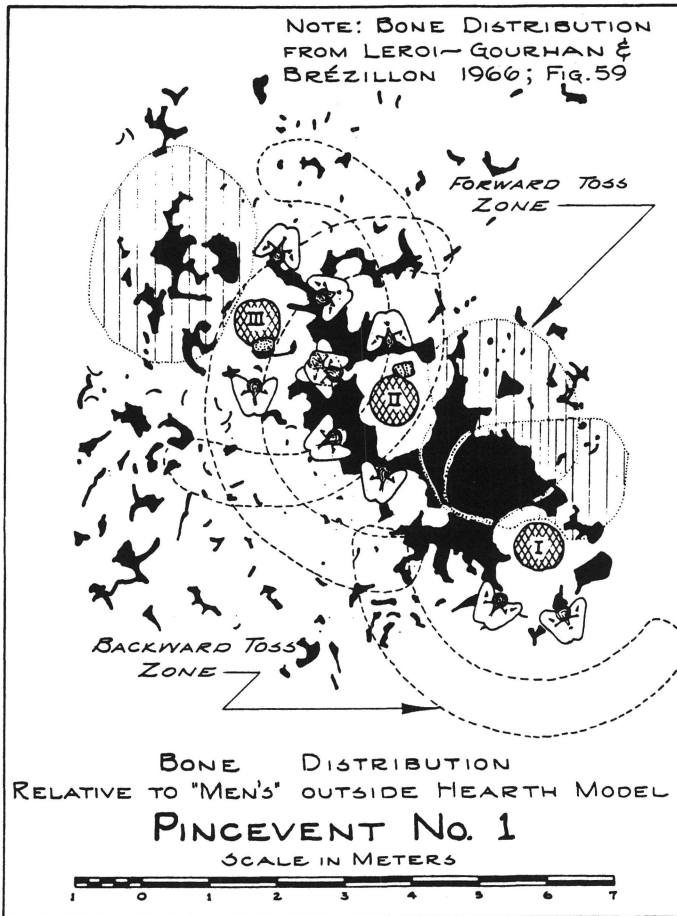 NOTE: BONE DISTRIBUTION
FROM LEROI-GOURHAN &
BRÉZILLON 1966; FIG.59
FORWARD TOSS
ZONE
III
II
I
BACKWARD TOSS
ZONE
BONE DISTRIBUTION
RELATIVE TO "MEN'S" OUTSIDE HEARTH MODEL
PINCEVENT No. 1
SCALE IN METERS
1 0 1 2 3 4 5 6 7